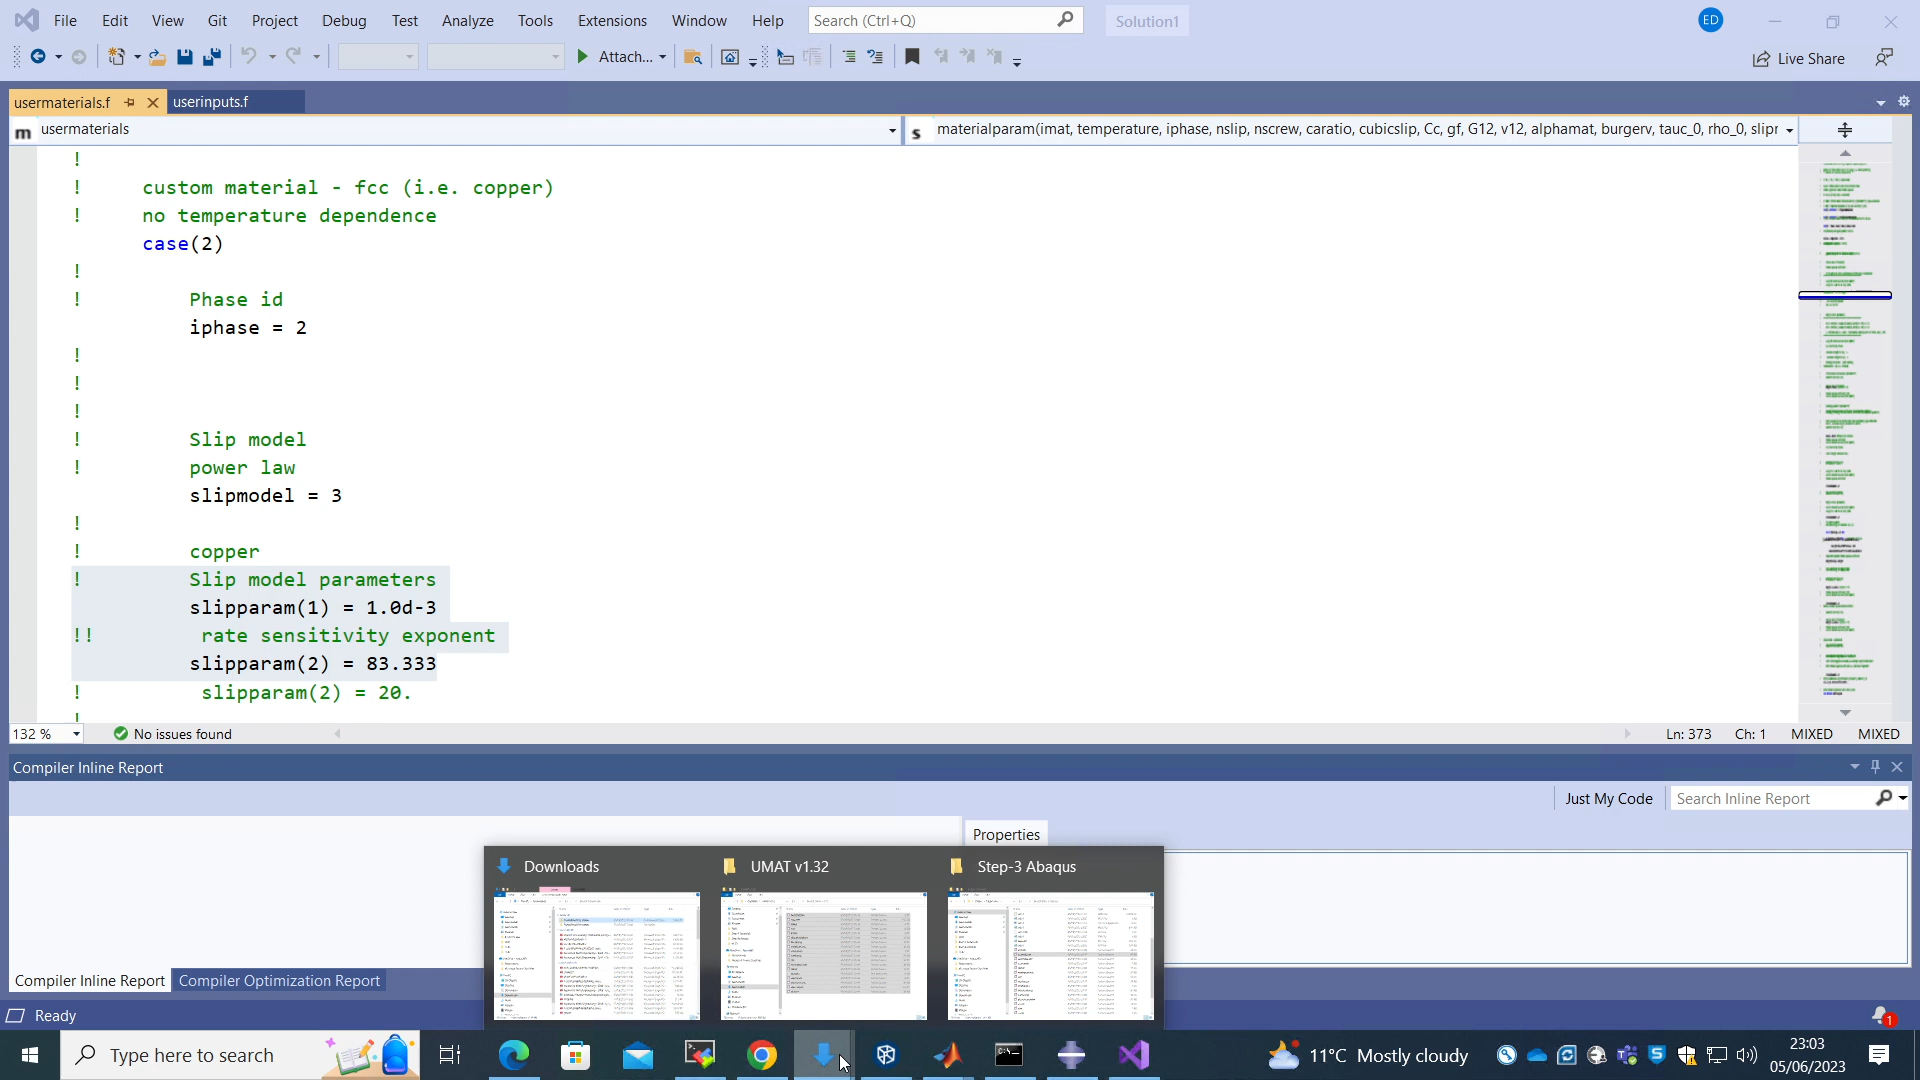 File Edit View Git Project Debug Test Analyze Tools Extensions Window Help Search (Ctrl+Q) Solution1 ED
Attach... Live Share
usermaterials.f userinputs.f
m usermaterials s materialparam(imat, temperature, iphase, nslip, nscrew, caratio, cubicslip, Cc, gf, G12, v12, alphamat, burgerv, tauc_0, rho_0, slipr
!
! custom material - fcc (i.e. copper)
! no temperature dependence
case(2)
!
! Phase id
iphase = 2
!
!
!
! Slip model
! power law
slipmodel = 3
!
! copper
! Slip model parameters
slipparam(1) = 1.0d-3
!! rate sensitivity exponent
slipparam(2) = 83.333
! slipparam(2) = 20.
!
132 % No issues found Ln: 373 Ch: 1 MIXED MIXED
Compiler Inline Report
Just My Code Search Inline Report
Properties
Downloads UMAT v1.32 Step-3 Abaqus
Compiler Inline Report Compiler Optimization Report
Ready 1
Type here to search 11°C Mostly cloudy 23:03
05/06/2023